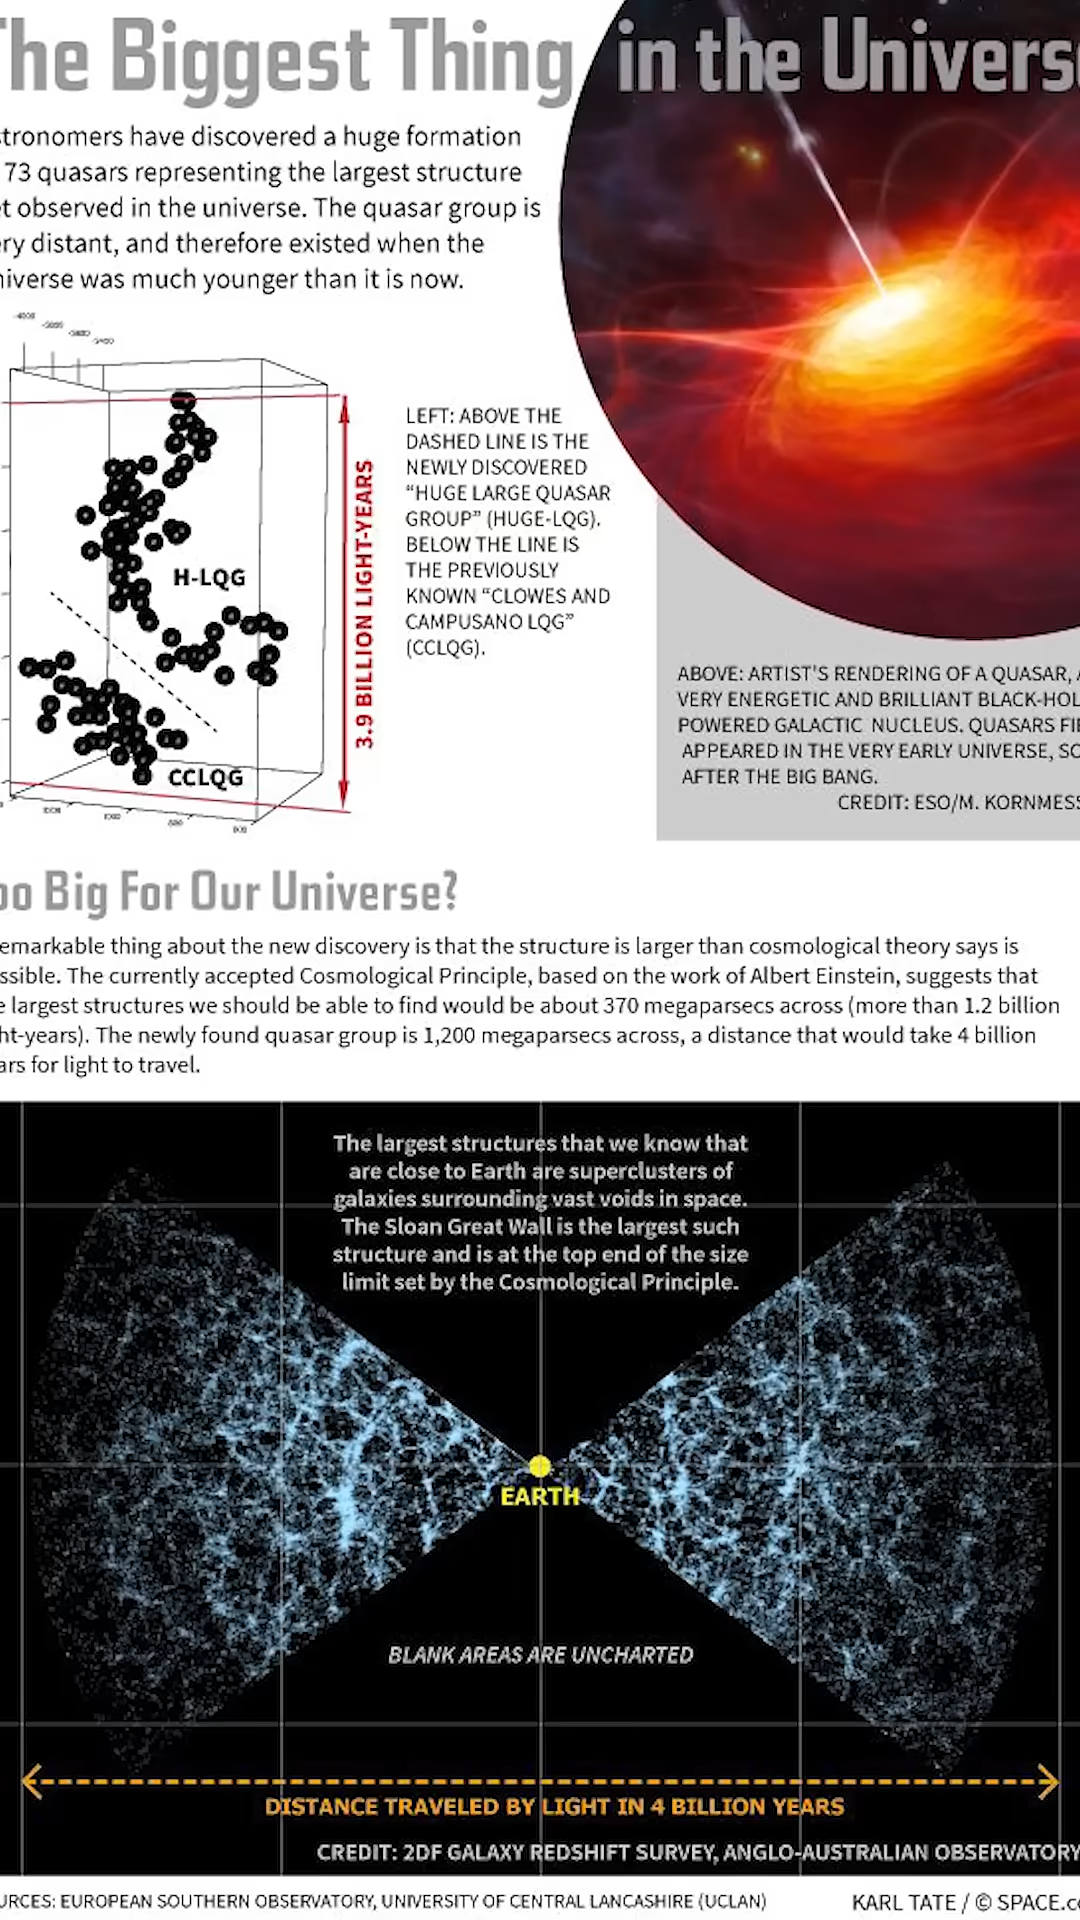 The Biggest Thing in the Universe
stronomers have discovered a huge formation
73 quasars representing the largest structure
et observed in the universe. The quasar group is
ery distant, and therefore existed when the
niverse was much younger than it is now.
LEFT: ABOVE THE
DASHED LINE IS THE
NEWLY DISCOVERED
“HUGE LARGE QUASAR
GROUP” (HUGE-LQG).
BELOW THE LINE IS
THE PREVIOUSLY
KNOWN “CLOWES AND
CAMPUSANO LQG”
(CCLQG).
H-LQG
CCLQG
3.9 BILLION LIGHT-YEARS
ABOVE: ARTIST'S RENDERING OF A QUASAR, A
VERY ENERGETIC AND BRILLIANT BLACK-HOL
POWERED GALACTIC NUCLEUS. QUASARS FI
APPEARED IN THE VERY EARLY UNIVERSE, SO
AFTER THE BIG BANG.
CREDIT: ESO/M. KORNMESS
oo Big For Our Universe?
emarkable thing about the new discovery is that the structure is larger than cosmological theory says is
ssible. The currently accepted Cosmological Principle, based on the work of Albert Einstein, suggests that
e largest structures we should be able to find would be about 370 megaparsecs across (more than 1.2 billion
ht-years). The newly found quasar group is 1,200 megaparsecs across, a distance that would take 4 billion
ars for light to travel.
The largest structures that we know that
are close to Earth are superclusters of
galaxies surrounding vast voids in space.
The Sloan Great Wall is the largest such
structure and is at the top end of the size
limit set by the Cosmological Principle.
EARTH
BLANK AREAS ARE UNCHARTED
DISTANCE TRAVELED BY LIGHT IN 4 BILLION YEARS
CREDIT: 2DF GALAXY REDSHIFT SURVEY, ANGLO-AUSTRALIAN OBSERVATORY
URCES: EUROPEAN SOUTHERN OBSERVATORY, UNIVERSITY OF CENTRAL LANCASHIRE (UCLAN)
KARL TATE / © SPACE.c